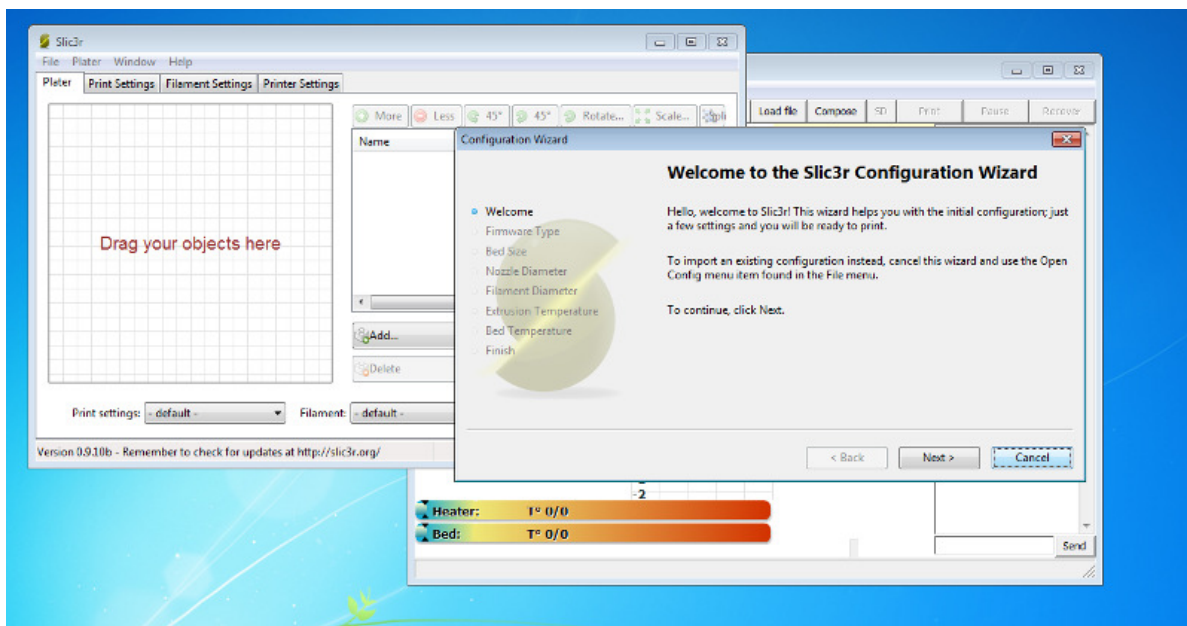 Slic3r
File Plater Window Help
Plater Print Settings Filament Settings Printer Settings
More Less 45° 45° Rotate... Scale... Spli
Name
Drag your objects here
Add...
Delete
Print settings: - default - Filament: - default -
Version 0.9.10b - Remember to check for updates at http://slic3r.org/
Load file Compose SD Print Pause Recover
Configuration Wizard
Welcome to the Slic3r Configuration Wizard
Welcome
Firmware Type
Bed Size
Nozzle Diameter
Filament Diameter
Extrusion Temperature
Bed Temperature
Finish
Hello, welcome to Slic3r! This wizard helps you with the initial configuration; just
a few settings and you will be ready to print.
To import an existing configuration instead, cancel this wizard and use the Open
Config menu item found in the File menu.
To continue, click Next.
< Back Next > Cancel
-2
Heater: T° 0/0
Bed: T° 0/0
Send